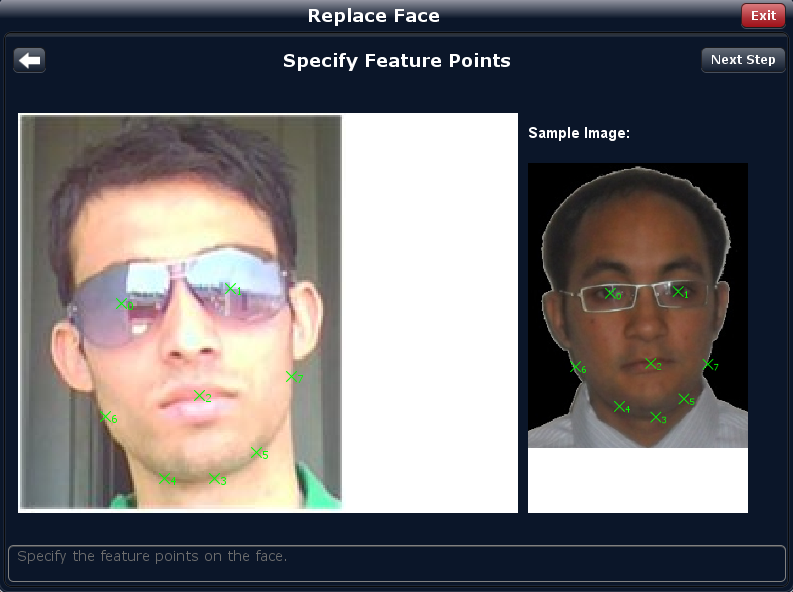 Replace Face
Exit
Specify Feature Points
Next Step
Sample Image:
0
1
2
3
4
5
6
7
0
1
2
3
4
5
6
7
Specify the feature points on the face.